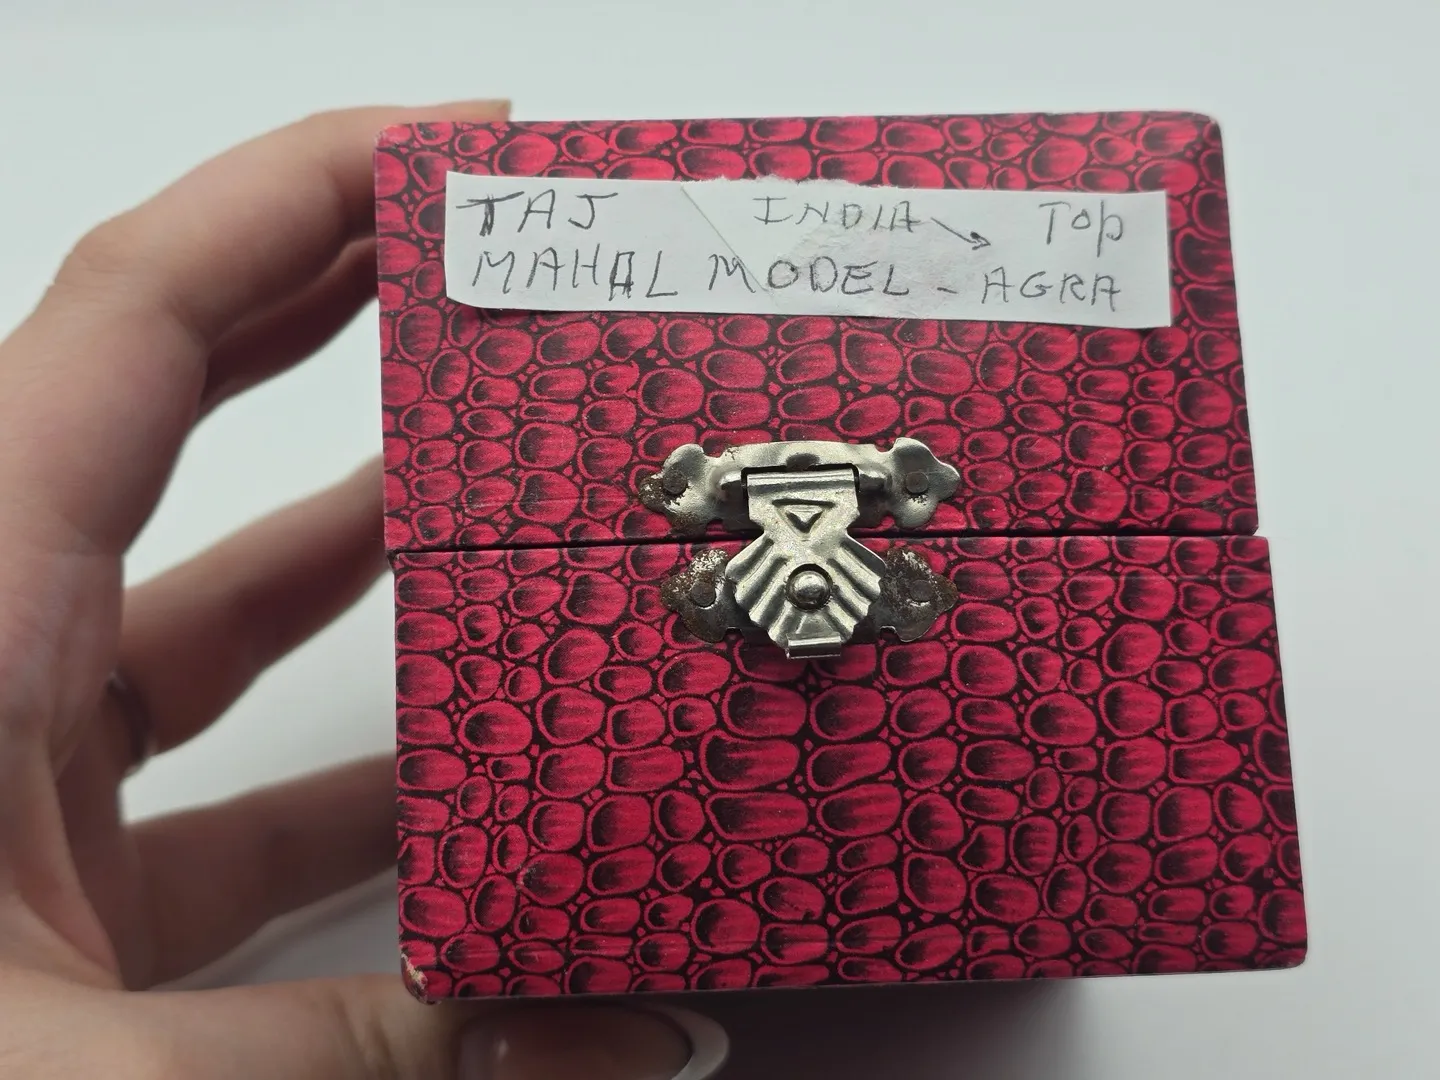 TAJ INDIA → Top
MAHAL MODEL - AGRA